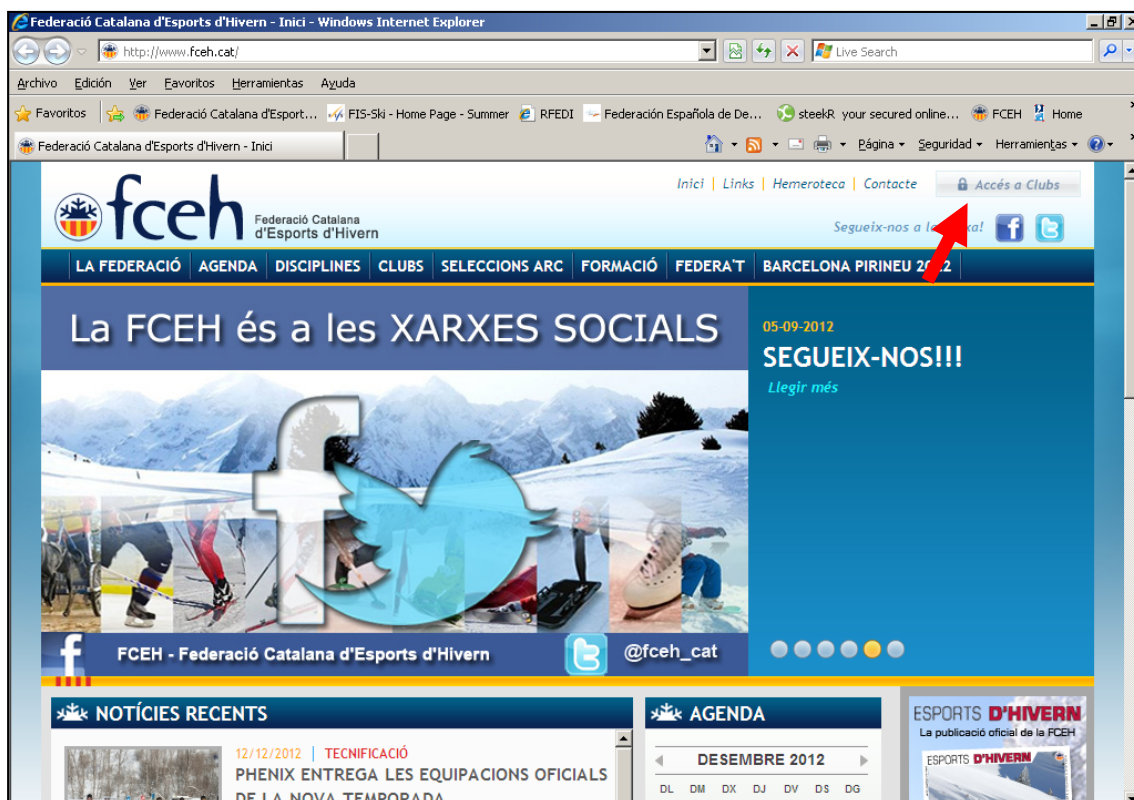 Federació Catalana d'Esports d'Hivern - Inici - Windows Internet Explorer
http://www.fceh.cat/
Live Search
Archivo Edición Ver Favoritos Herramientas Ayuda
Favoritos Federació Catalana d'Esport... FIS-Ski - Home Page - Summer RFEDI Federación Española de De... steekR your secured online... FCEH Home
Federació Catalana d'Esports d'Hivern - Inici
Página Seguridad Herramientas
Inici | Links | Hemeroteca | Contacte Accés a Clubs
fceh
Federació Catalana
d'Esports d'Hivern
Segueix-nos a la
LA FEDERACIÓ AGENDA DISCIPLINES CLUBS SELECCIONS ARC FORMACIÓ FEDERA'T BARCELONA PIRINEU 2022
La FCEH és a les XARXES SOCIALS
05-09-2012
SEGUEIX-NOS!!!
Llegir més
FCEH - Federació Catalana d'Esports d'Hivern
@fceh_cat
NOTÍCIES RECENTS
12/12/2012 | TECNIFICACIÓ
PHENIX ENTREGA LES EQUIPACIONS OFICIALS
DE LA NOVA TEMPORADA
AGENDA
DESEMBRE 2012
DL DM DX DJ DV DS DG
ESPORTS D'HIVERN
La publicació oficial de la FCEH
ESPORTS D'HIVERN